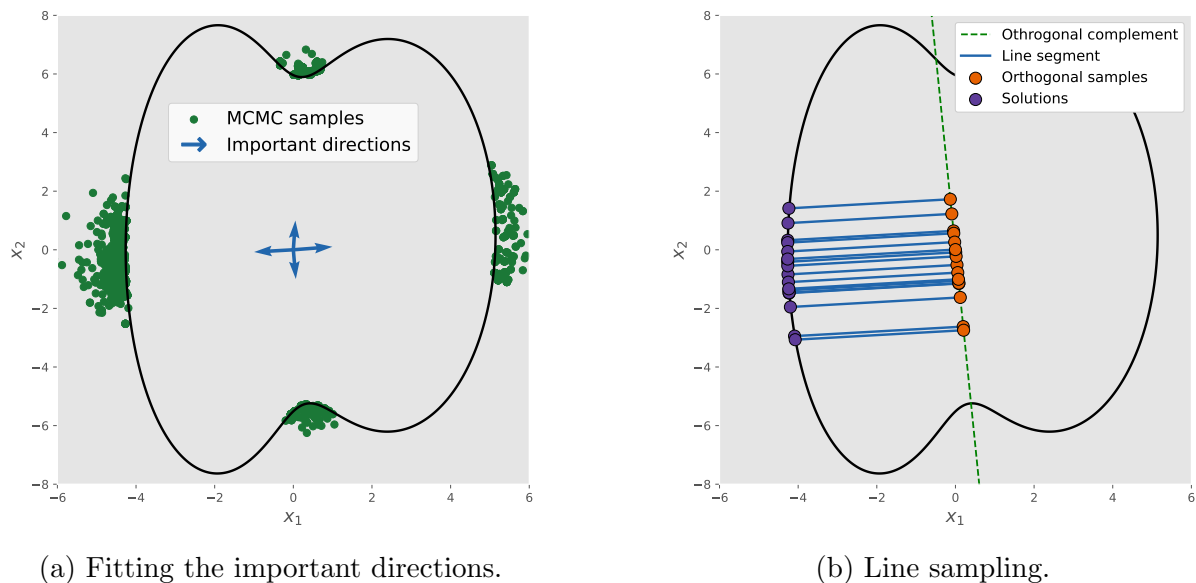 8
6
4
2
0
−2
−4
−6
−8
x2
−6 −4 −2 0 2 4 6
x1
MCMC samples
Important directions
(a) Fitting the important directions.
8
6
4
2
0
−2
−4
−6
−8
x2
−6 −4 −2 0 2 4 6
x1
Othrogonal complement
Line segment
Orthogonal samples
Solutions
(b) Line sampling.